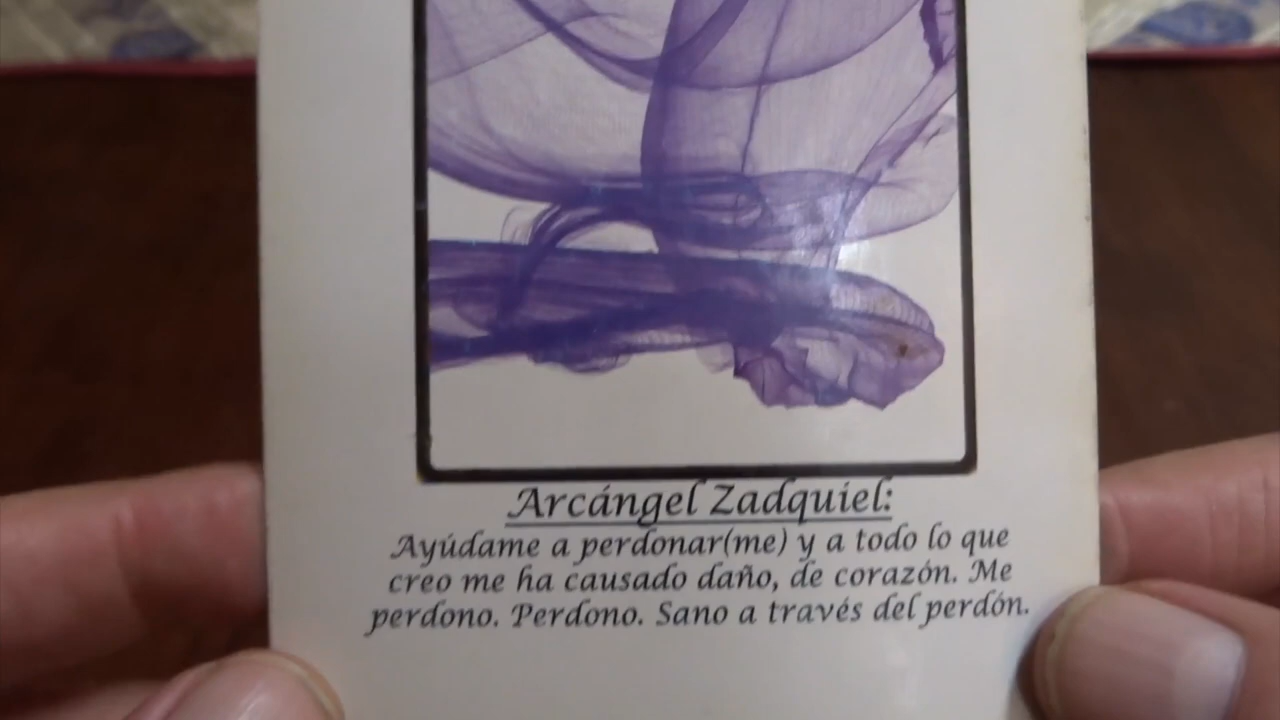 Arcángel Zadquiel:
Ayúdame a perdonar(me) y a todo lo que
creo me ha causado daño, de corazón. Me
perdono. Perdono. Sano a través del perdón.